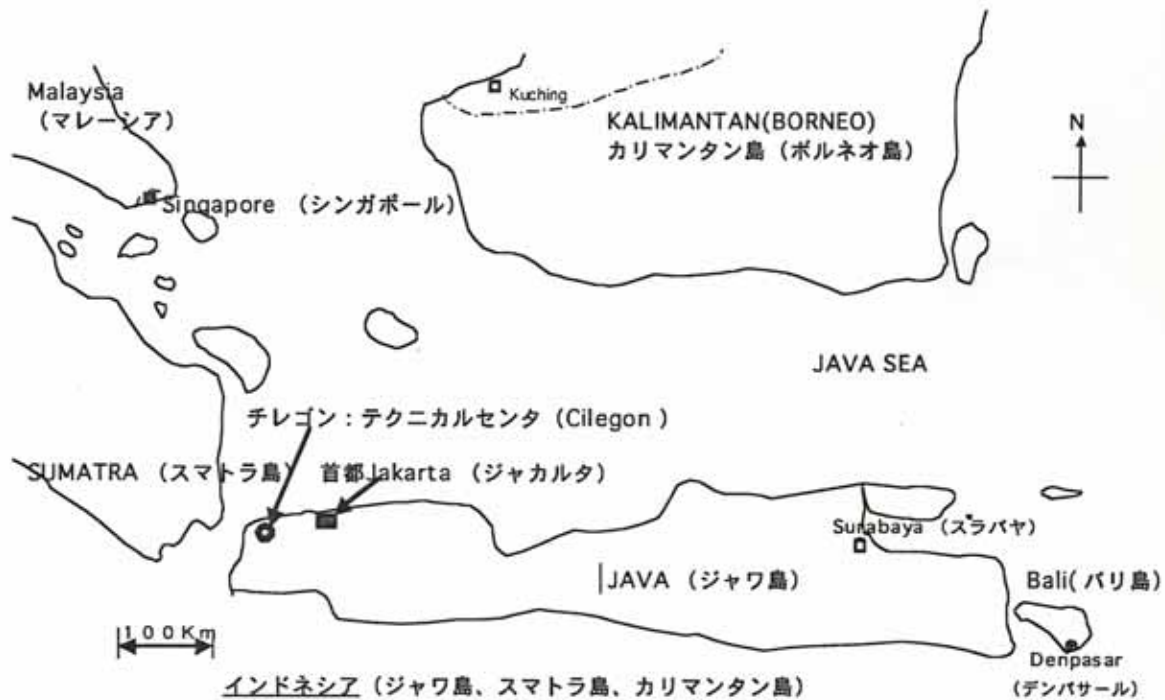 Malaysia
（マレーシア）
Kuching
KALIMANTAN(BORNEO)
カリマンタン島（ボルネオ島）
N
Singapore （シンガポール）
JAVA SEA
チレゴン：テクニカルセンタ（Cilegon ）
SUMATRA （スマトラ島） 首都Jakarta （ジャカルタ）
Surabaya （スラバヤ）
JAVA （ジャワ島） Bali( バリ島）
１００Ｋｍ
Denpasar
（デンパサール）
インドネシア（ジャワ島、スマトラ島、カリマンタン島）